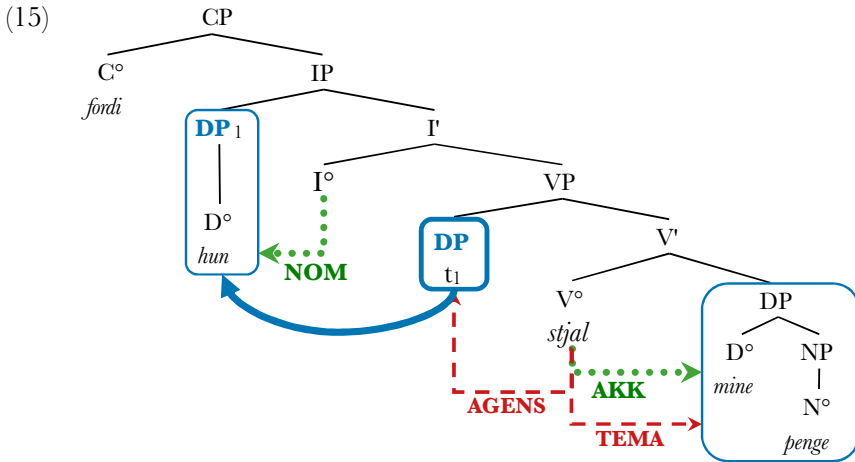 (15)
CP
C° IP
fordi
DP 1 I'
I° VP
D° DP V'
hun NOM t1
V° DP
stjal
D° NP
mine
AKK
AGENS N°
TEMA
penge